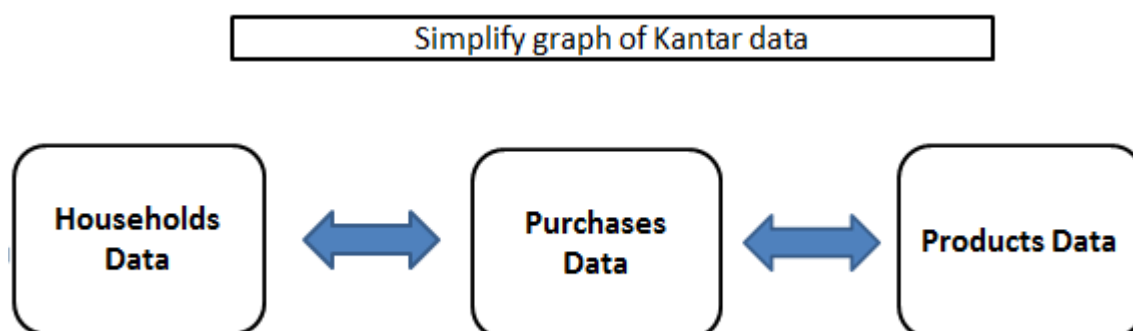 Simplify graph of Kantar data
Households
Data
Purchases
Data
Products Data